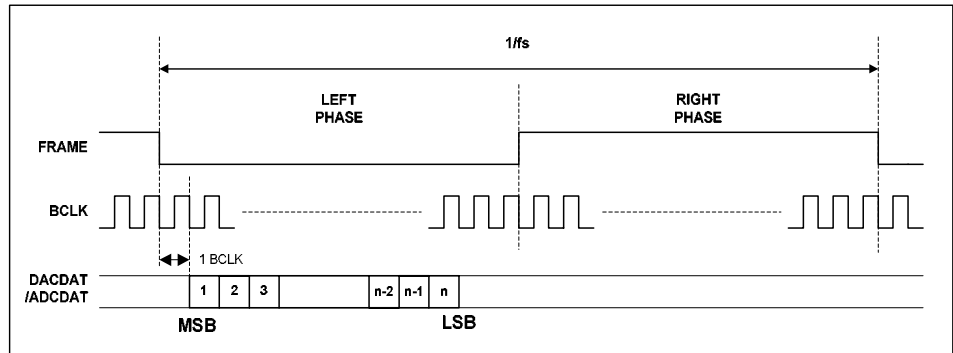 1/fs
LEFT
PHASE
RIGHT
PHASE
FRAME
BCLK
1 BCLK
DACDAT
/ADCDAT
1 2 3 n-2 n-1 n
MSB LSB